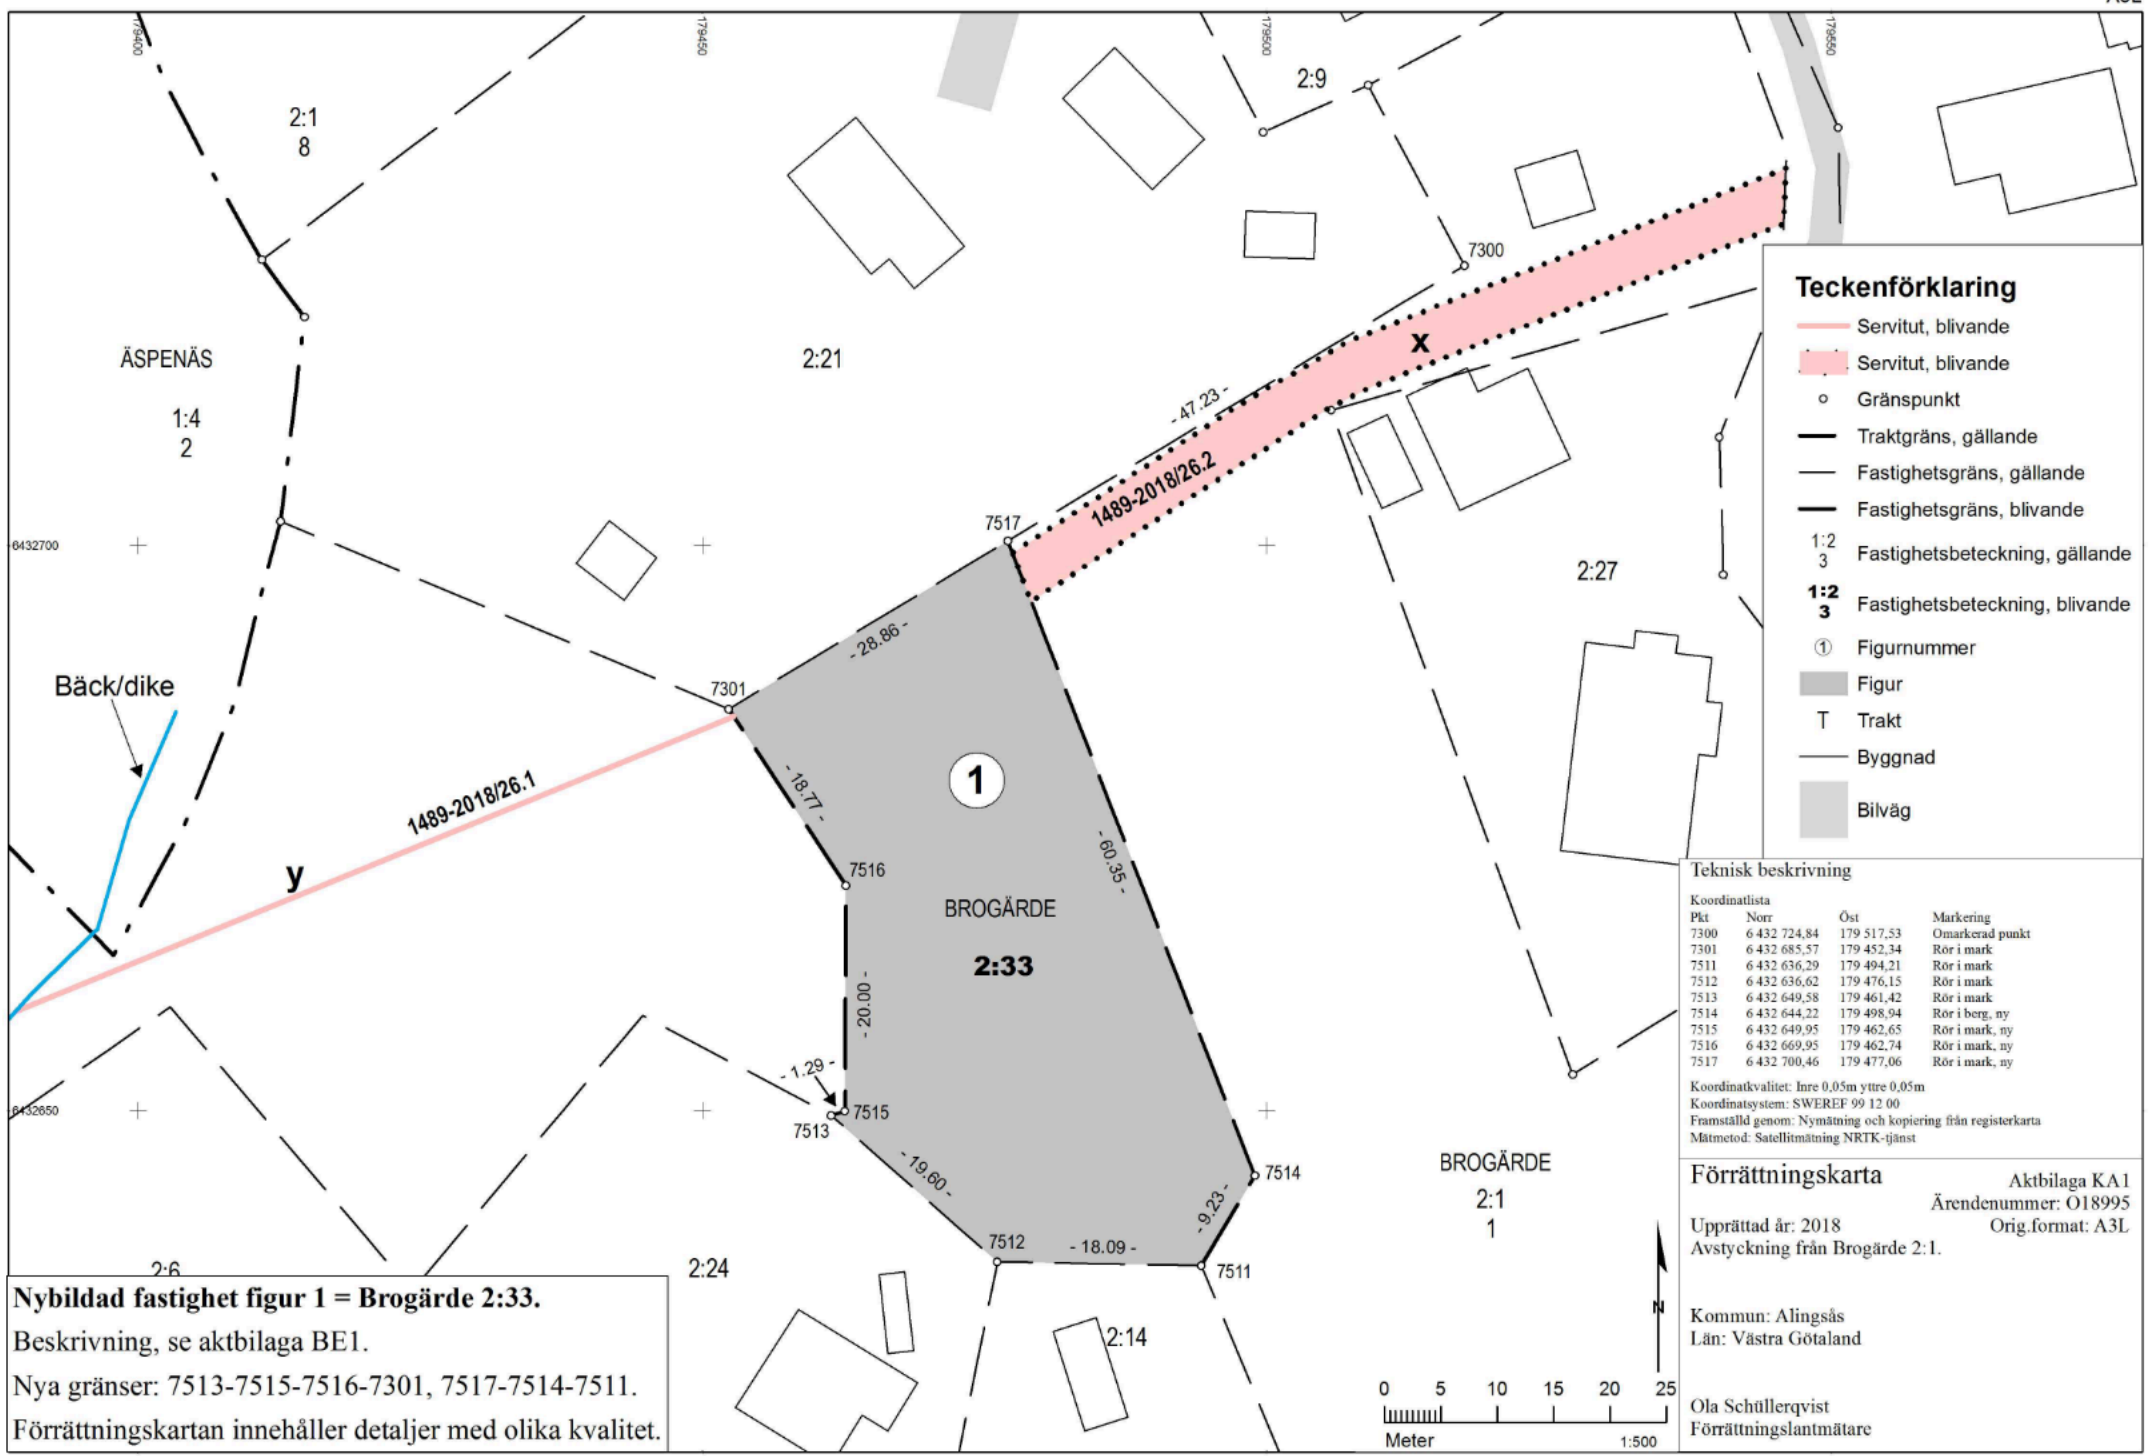 179400
179450
179500
179550
2:1
8
2:9
7300
ÄSPENÄS
1:4
2
2:21
- 47.23 -
x
1489-2018/26.2
7517
6432700
2:27
- 28.86 -
7301
Bäck/dike
- 18.77 -
1
1489-2018/26.1
y
7516
- 60.35 -
BROGÄRDE
2:33
- 20.00 -
- 1.29 -
7515
7513
6432650
- 19.60 -
7514
- 9.23 -
BROGÄRDE
2:1
1
7512
- 18.09 -
7511
2:6
2:24
2:14
Teckenförklaring
Servitut, blivande
Servitut, blivande
Gränspunkt
Traktgräns, gällande
Fastighetsgräns, gällande
Fastighetsgräns, blivande
1:2
3 Fastighetsbeteckning, gällande
1:2
3 Fastighetsbeteckning, blivande
1 Figurnummer
Figur
T Trakt
Byggnad
Bilväg
Teknisk beskrivning
Koordinatlista
Pkt Norr Öst Markering
7300 6 432 724,84 179 517,53 Omarkerad punkt
7301 6 432 685,57 179 452,34 Rör i mark
7511 6 432 636,29 179 494,21 Rör i mark
7512 6 432 636,62 179 476,15 Rör i mark
7513 6 432 649,58 179 461,42 Rör i mark
7514 6 432 644,22 179 498,94 Rör i berg, ny
7515 6 432 649,95 179 462,65 Rör i mark, ny
7516 6 432 669,95 179 462,74 Rör i mark, ny
7517 6 432 700,46 179 477,06 Rör i mark, ny
Koordinatkvalitet: Inre 0,05m yttre 0,05m
Koordinatsystem: SWEREF 99 12 00
Framställd genom: Nymätning och kopiering från registerkarta
Mätmetod: Satellitmätning NRTK-tjänst
Förrättningskarta
Aktbilaga KA1
Ärendenummer: O18995
Upprättad år: 2018
Orig.format: A3L
Avstyckning från Brogärde 2:1.
Kommun: Alingsås
Län: Västra Götaland
Ola Schüllerqvist
Förrättningslantmätare
N
0 5 10 15 20 25
Meter
1:500
Nybildad fastighet figur 1 = Brogärde 2:33.
Beskrivning, se aktbilaga BE1.
Nya gränser: 7513-7515-7516-7301, 7517-7514-7511.
Förrättningskartan innehåller detaljer med olika kvalitet.